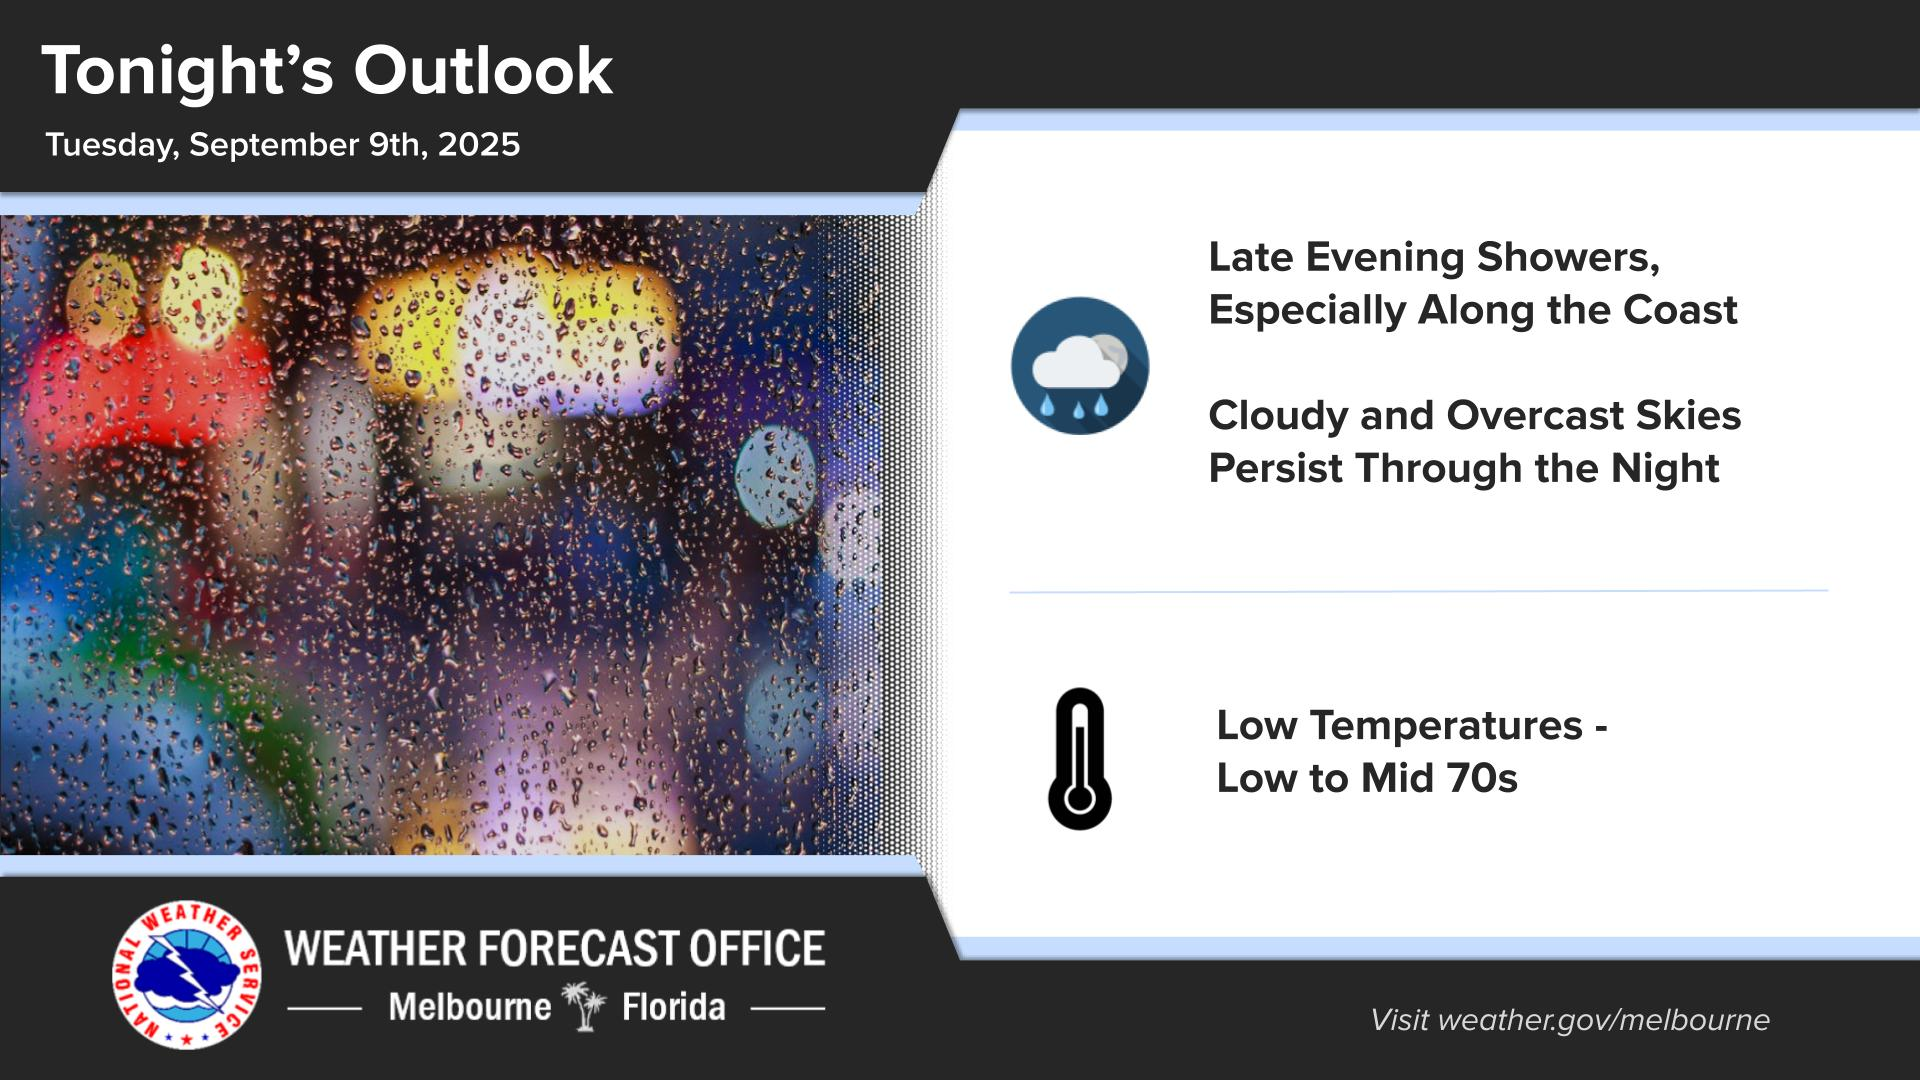 Tonight’s Outlook
Tuesday, September 9th, 2025
Late Evening Showers,
Especially Along the Coast
Cloudy and Overcast Skies
Persist Through the Night
Low Temperatures -
Low to Mid 70s
NATIONAL WEATHER SERVICE
WEATHER FORECAST OFFICE
Melbourne Florida
Visit weather.gov/melbourne